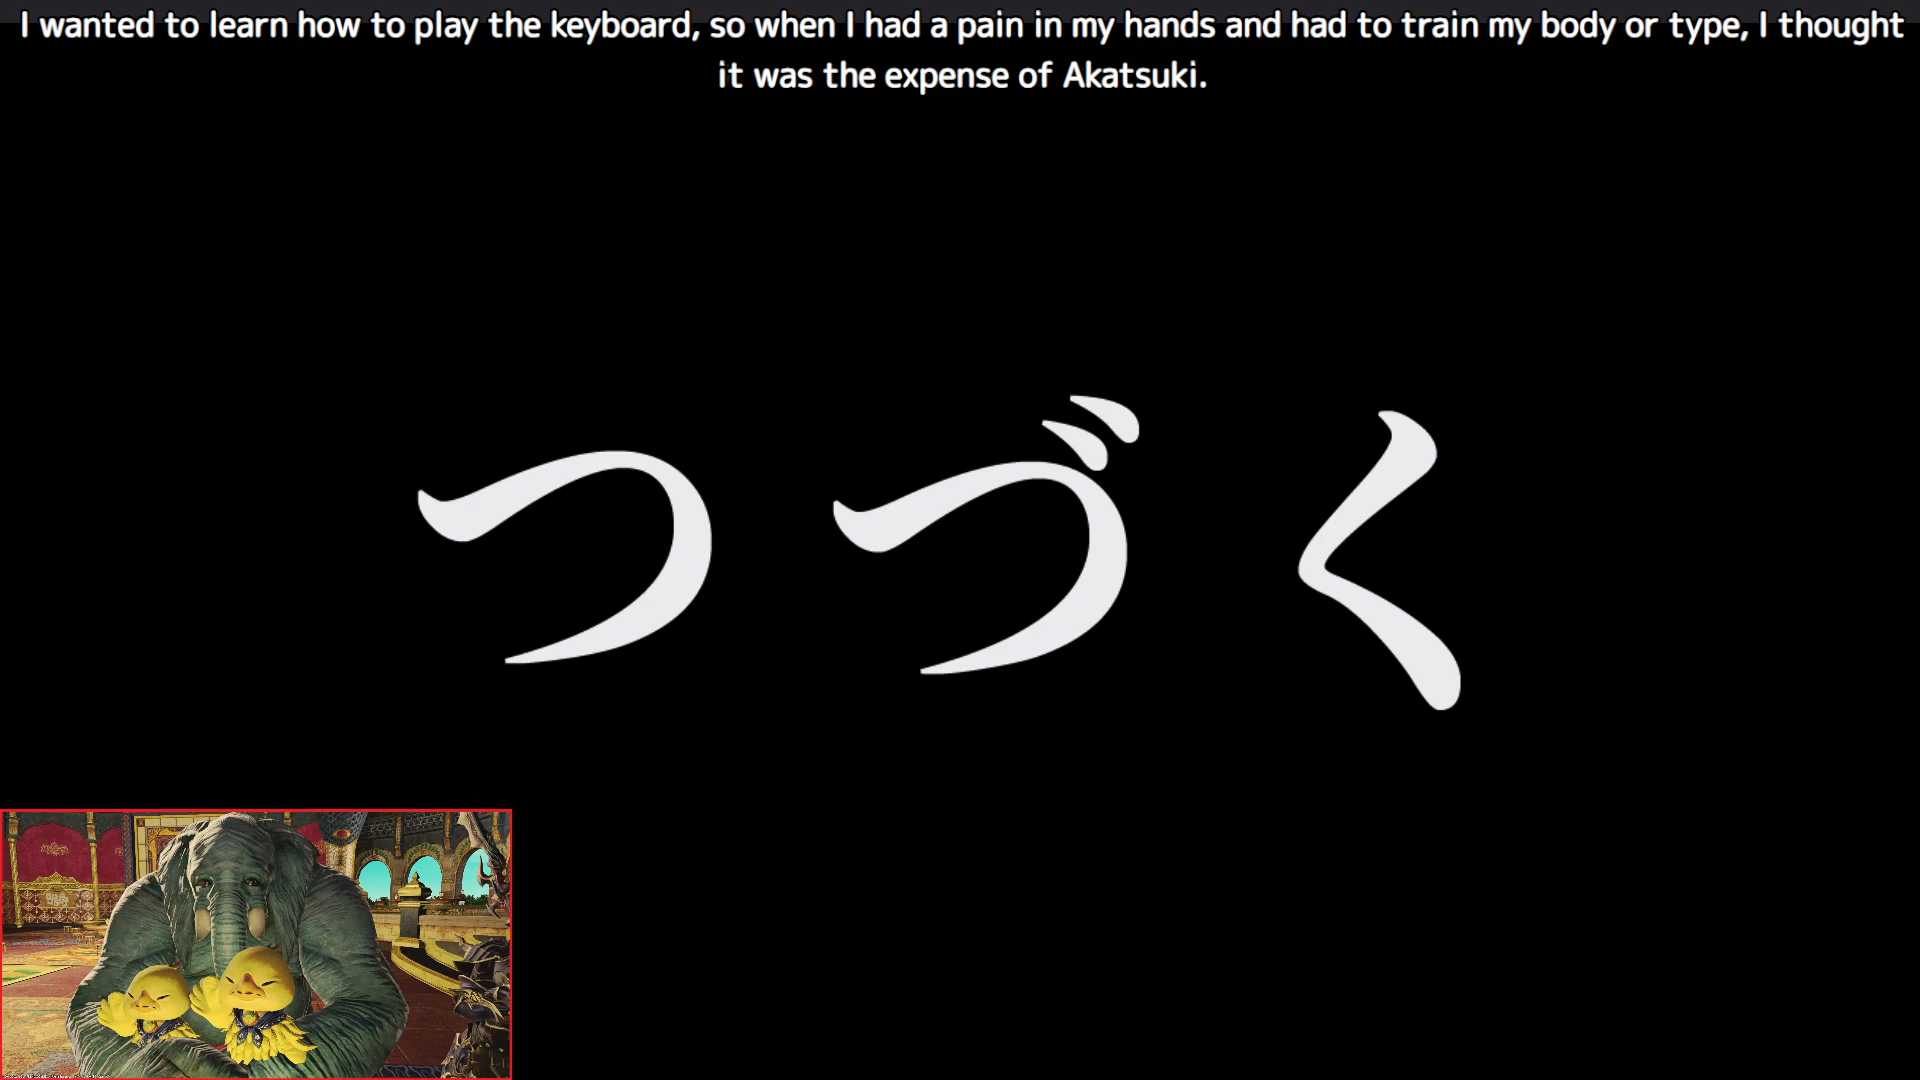 I wanted to learn how to play the keyboard, so when I had a pain in my hands and had to train my body or type, I thought
it was the expense of Akatsuki.
つづく